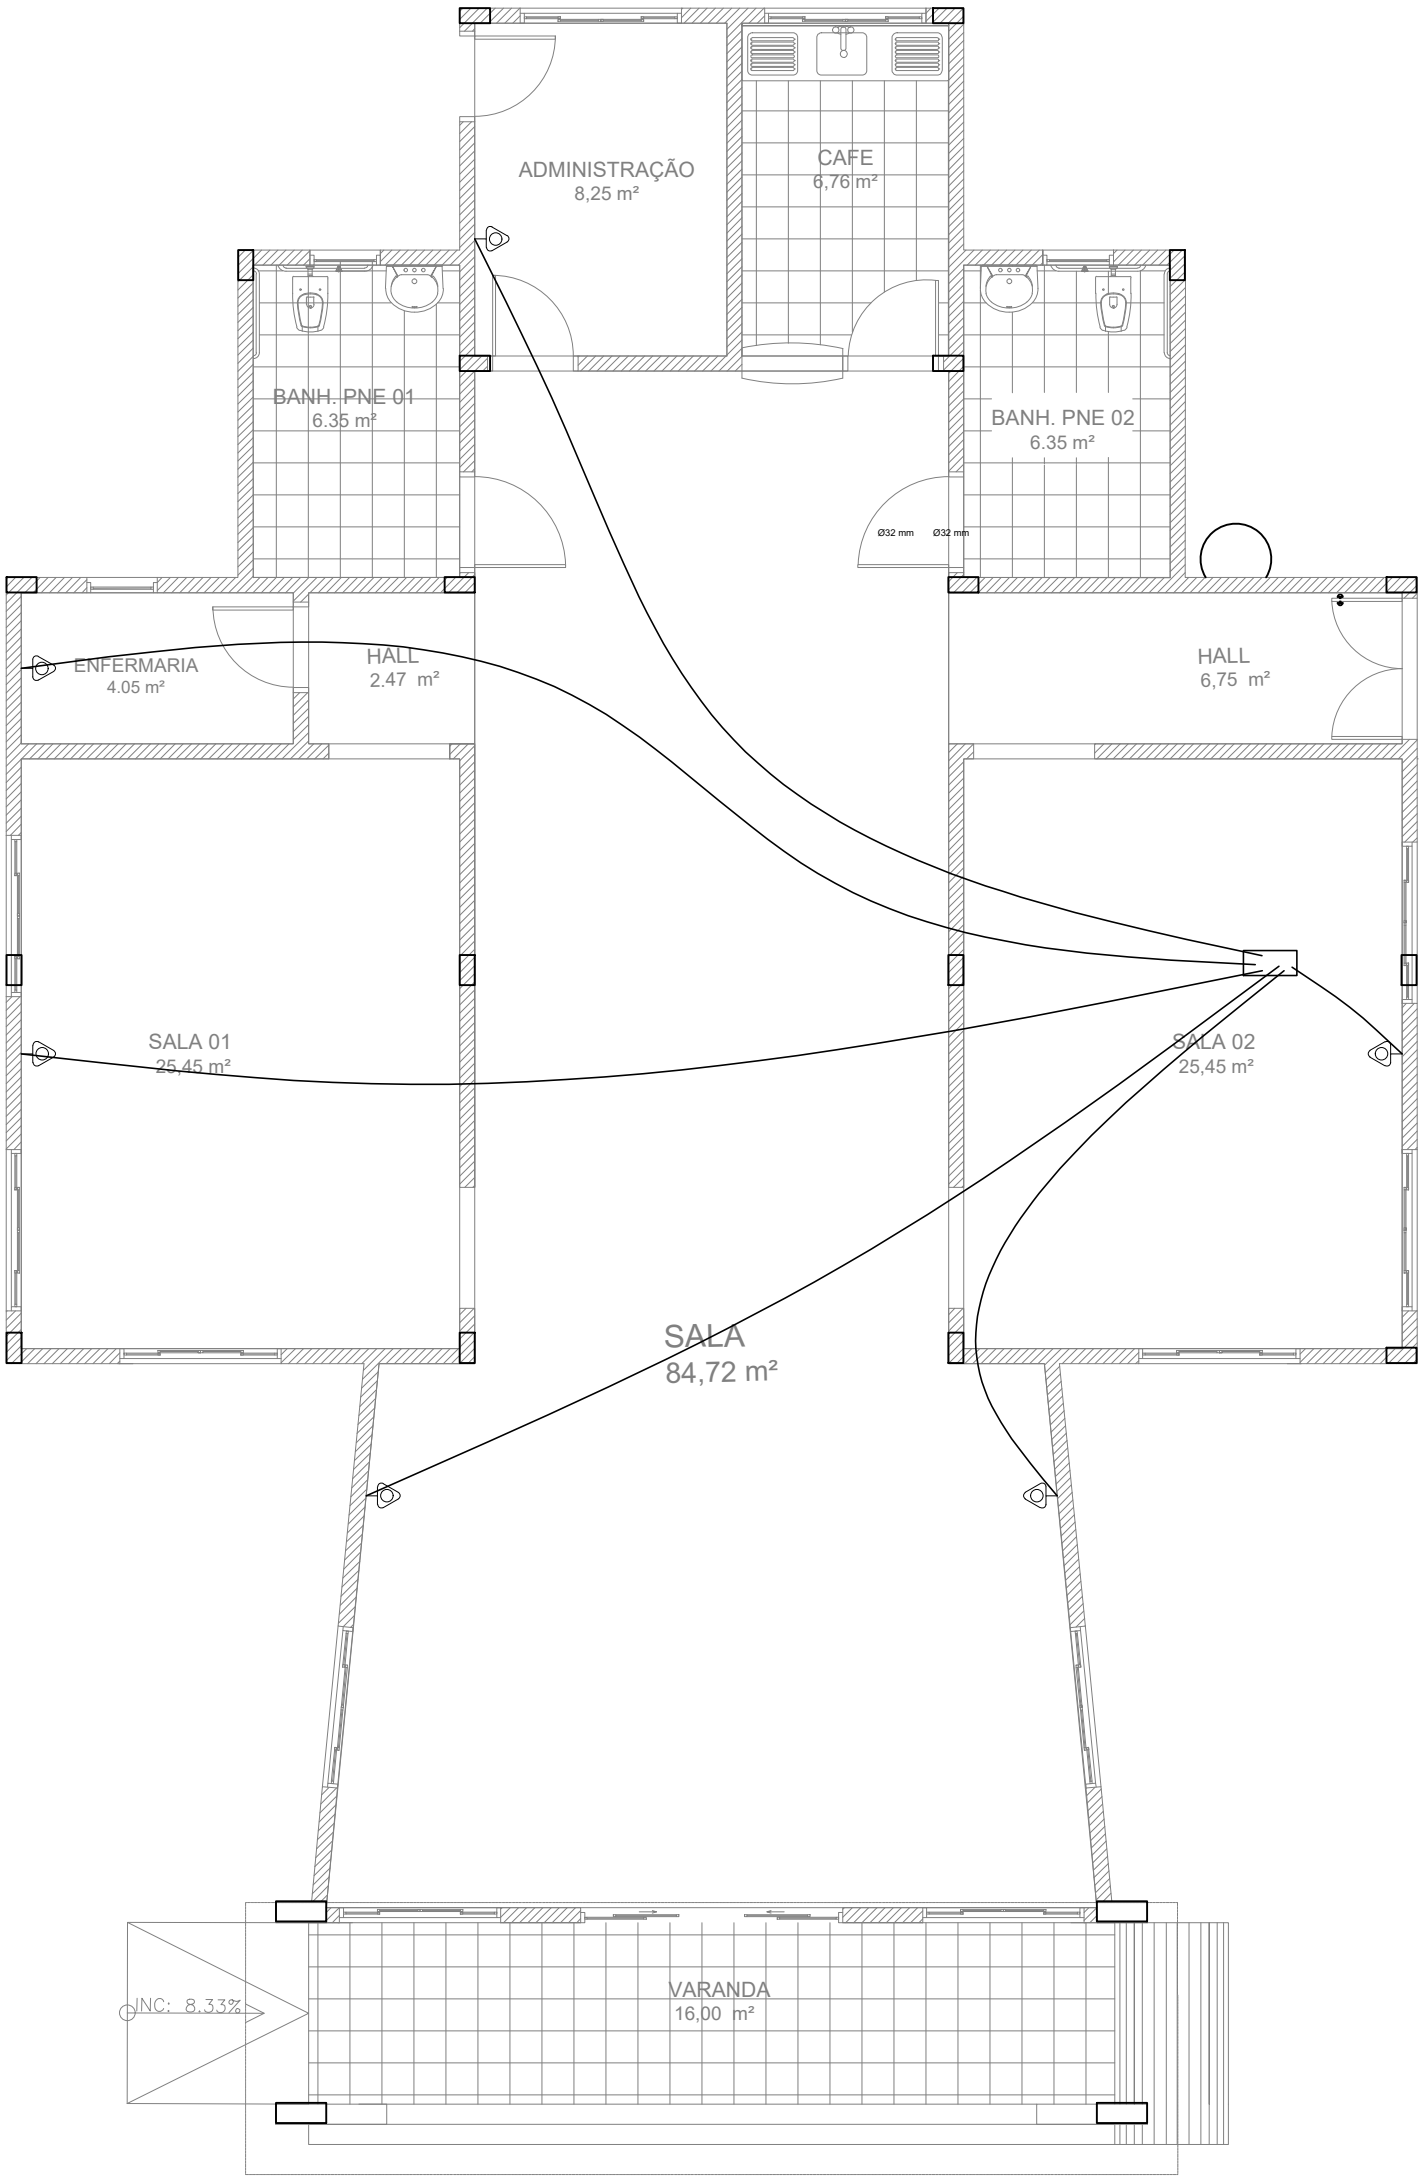 ADMINISTRAÇÃO
8,25 m²
CAFE
6,76 m²
BANH. PNE 01
6.35 m²
BANH. PNE 02
6.35 m²
Ø32 mm
Ø32 mm
ENFERMARIA
4.05 m²
HALL
2.47 m²
HALL
6,75 m²
SALA 01
25,45 m²
SALA 02
25,45 m²
SALA
84,72 m²
VARANDA
16,00 m²
INC: 8.33%